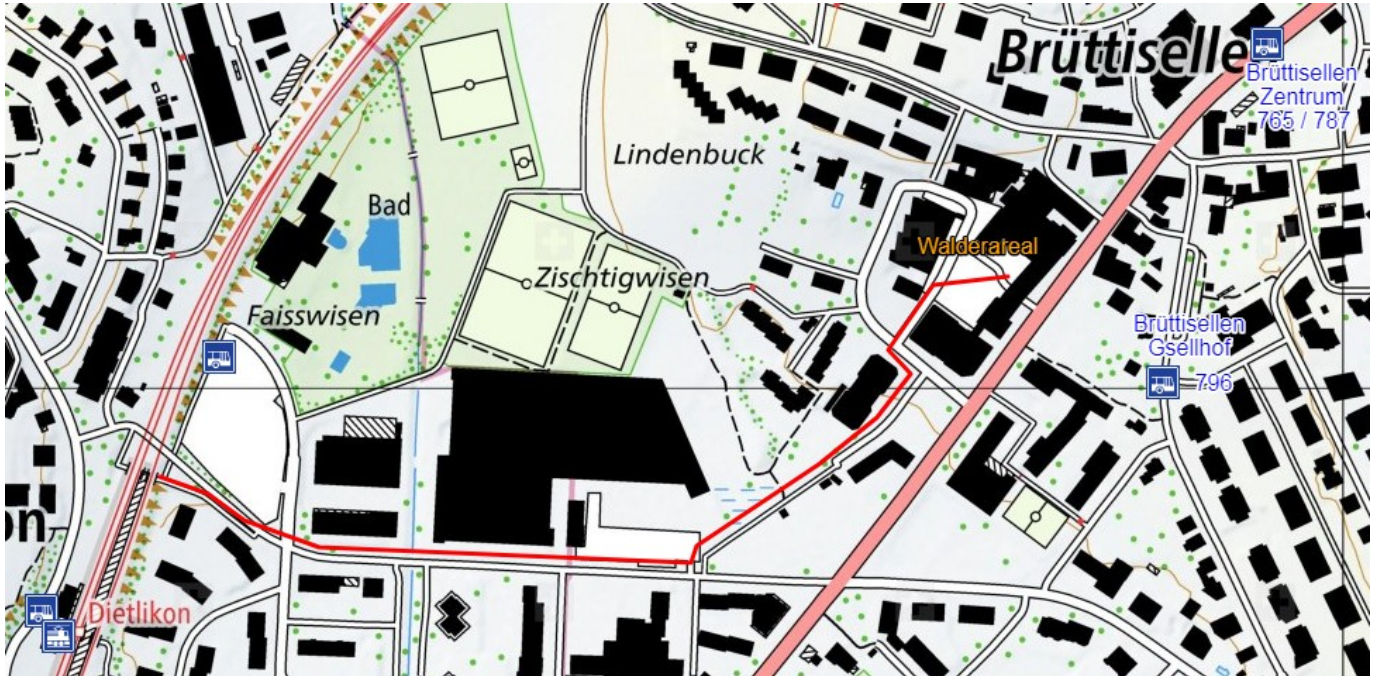 Brüttiselle
Brüttisellen
Zentrum
765 / 787
Lindenbuck
Bad
Walderareal
Zischtigwisen
Faisswisen
Brüttisellen
Gsellhof
796
on
Dietlikon